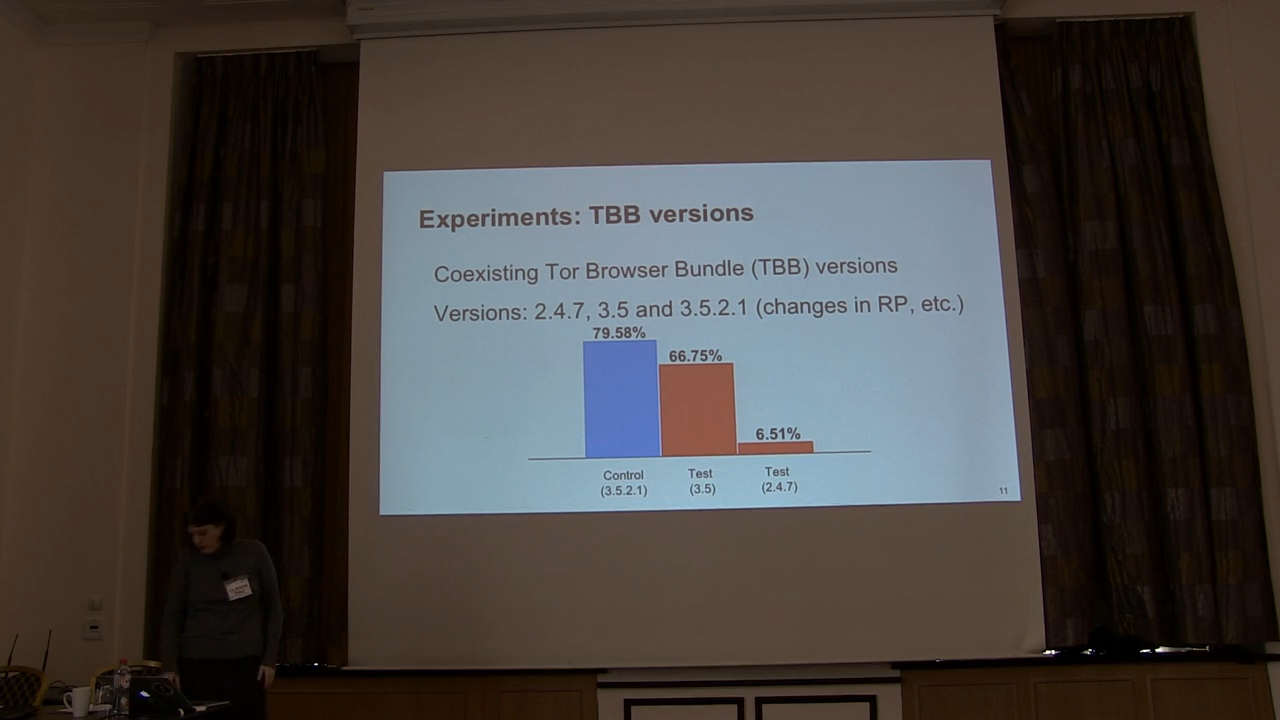 Experiments: TBB versions
Coexisting Tor Browser Bundle (TBB) versions
Versions: 2.4.7, 3.5 and 3.5.2.1 (changes in RP, etc.)
79.58%
66.75%
6.51%
Control
(3.5.2.1)
Test
(3.5)
Test
(2.4.7)
11